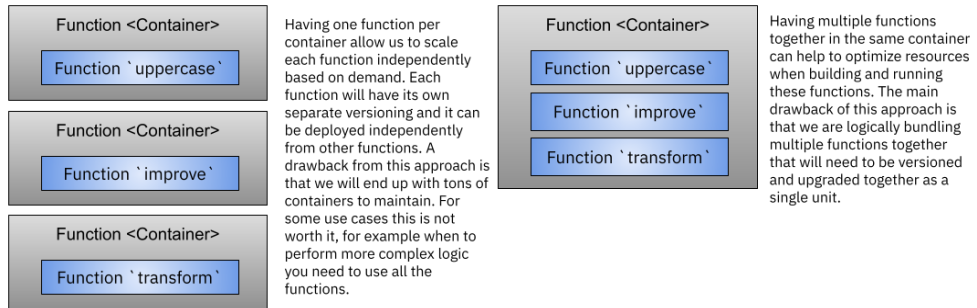 Function <Container>
Function `uppercase`
Function <Container>
Function `improve`
Function <Container>
Function `transform`
Having one function per
container allow us to scale
each function independently
based on demand. Each
function will have its own
separate versioning and it can
be deployed independently
from other functions. A
drawback from this approach is
that we will end up with tons of
containers to maintain. For
some use cases this is not
worth it, for example when to
perform more complex logic
you need to use all the
functions.
Function <Container>
Function `uppercase`
Function `improve`
Function `transform`
Having multiple functions
together in the same container
can help to optimize resources
when building and running
these functions. The main
drawback of this approach is
that we are logically bundling
multiple functions together
that will need to be versioned
and upgraded together as a
single unit.